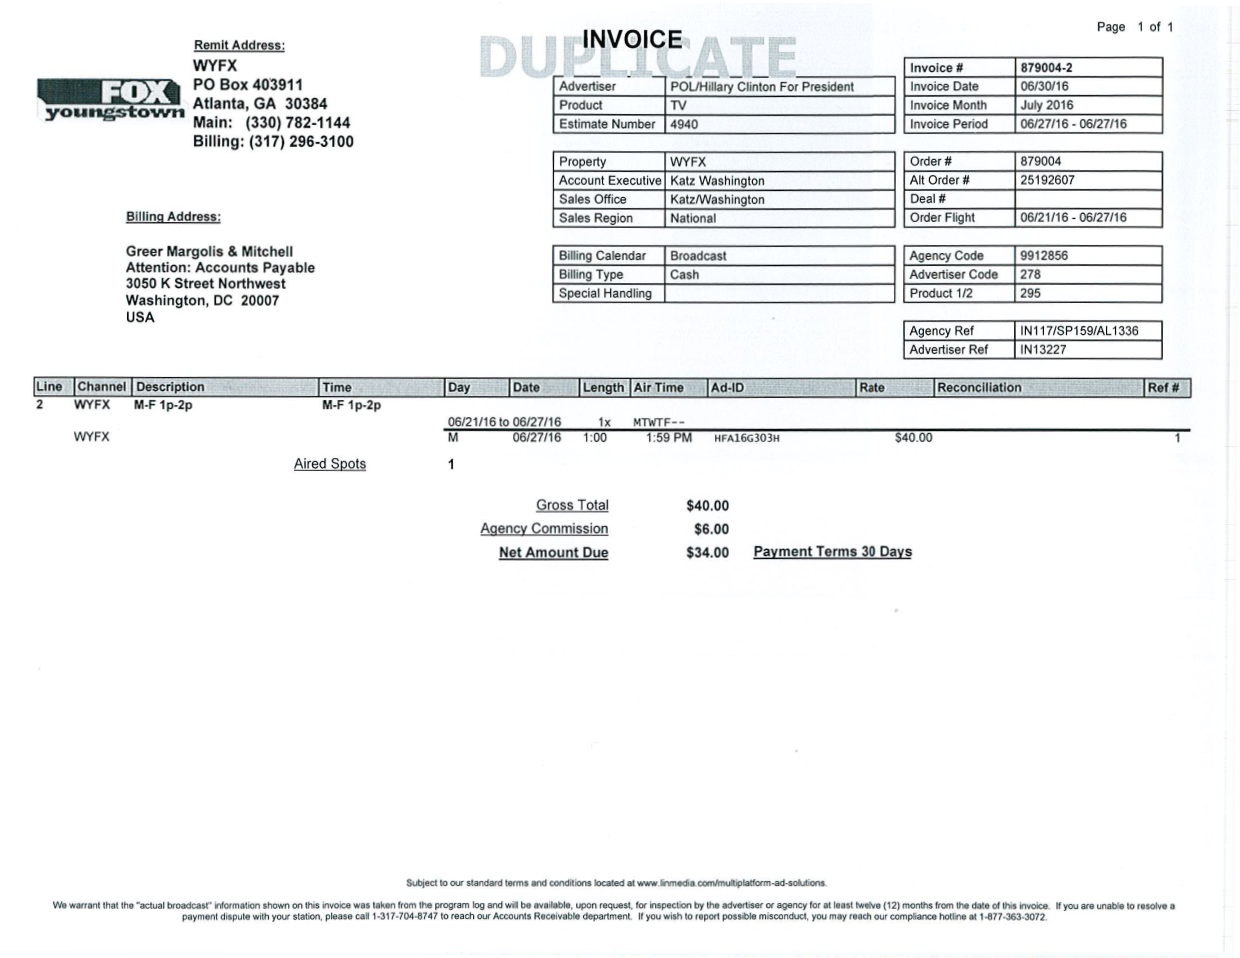 Page 1 of 1
DUPLICATE
INVOICE
Remit Address:
WYFX
PO Box 403911
Atlanta, GA 30384
Main: (330) 782-1144
Billing: (317) 296-3100
FOX
youngstown
Advertiser POL/Hillary Clinton For President
Product TV
Estimate Number 4940
Invoice # 879004-2
Invoice Date 06/30/16
Invoice Month July 2016
Invoice Period 06/27/16 - 06/27/16
Property WYFX
Account Executive Katz Washington
Sales Office Katz/Washington
Sales Region National
Order # 879004
Alt Order # 25192607
Deal #
Order Flight 06/21/16 - 06/27/16
Billing Address:
Greer Margolis & Mitchell
Attention: Accounts Payable
3050 K Street Northwest
Washington, DC 20007
USA
Billing Calendar Broadcast
Billing Type Cash
Special Handling
Agency Code 9912856
Advertiser Code 278
Product 1/2 295
Agency Ref IN117/SP159/AL1336
Advertiser Ref IN13227
Line Channel Description Time Day Date Length Air Time Ad-ID Rate Reconciliation Ref #
2 WYFX M-F 1p-2p M-F 1p-2p
06/21/16 to 06/27/16 1x MTWTF--
WYFX M 06/27/16 1:00 1:59 PM HFA16G303H $40.00 1
Aired Spots 1
Gross Total $40.00
Agency Commission $6.00
Net Amount Due $34.00 Payment Terms 30 Days
Subject to our standard terms and conditions located at www.linmedia.com/multiplatform-ad-solutions.
We warrant that the "actual broadcast" information shown on this invoice was taken from the program log and will be available, upon request, for inspection by the advertiser or agency for at least twelve (12) months from the date of this invoice. If you are unable to resolve a
payment dispute with your station, please call 1-317-704-8747 to reach our Accounts Receivable department. If you wish to report possible misconduct, you may reach our compliance hotline at 1-877-363-3072.